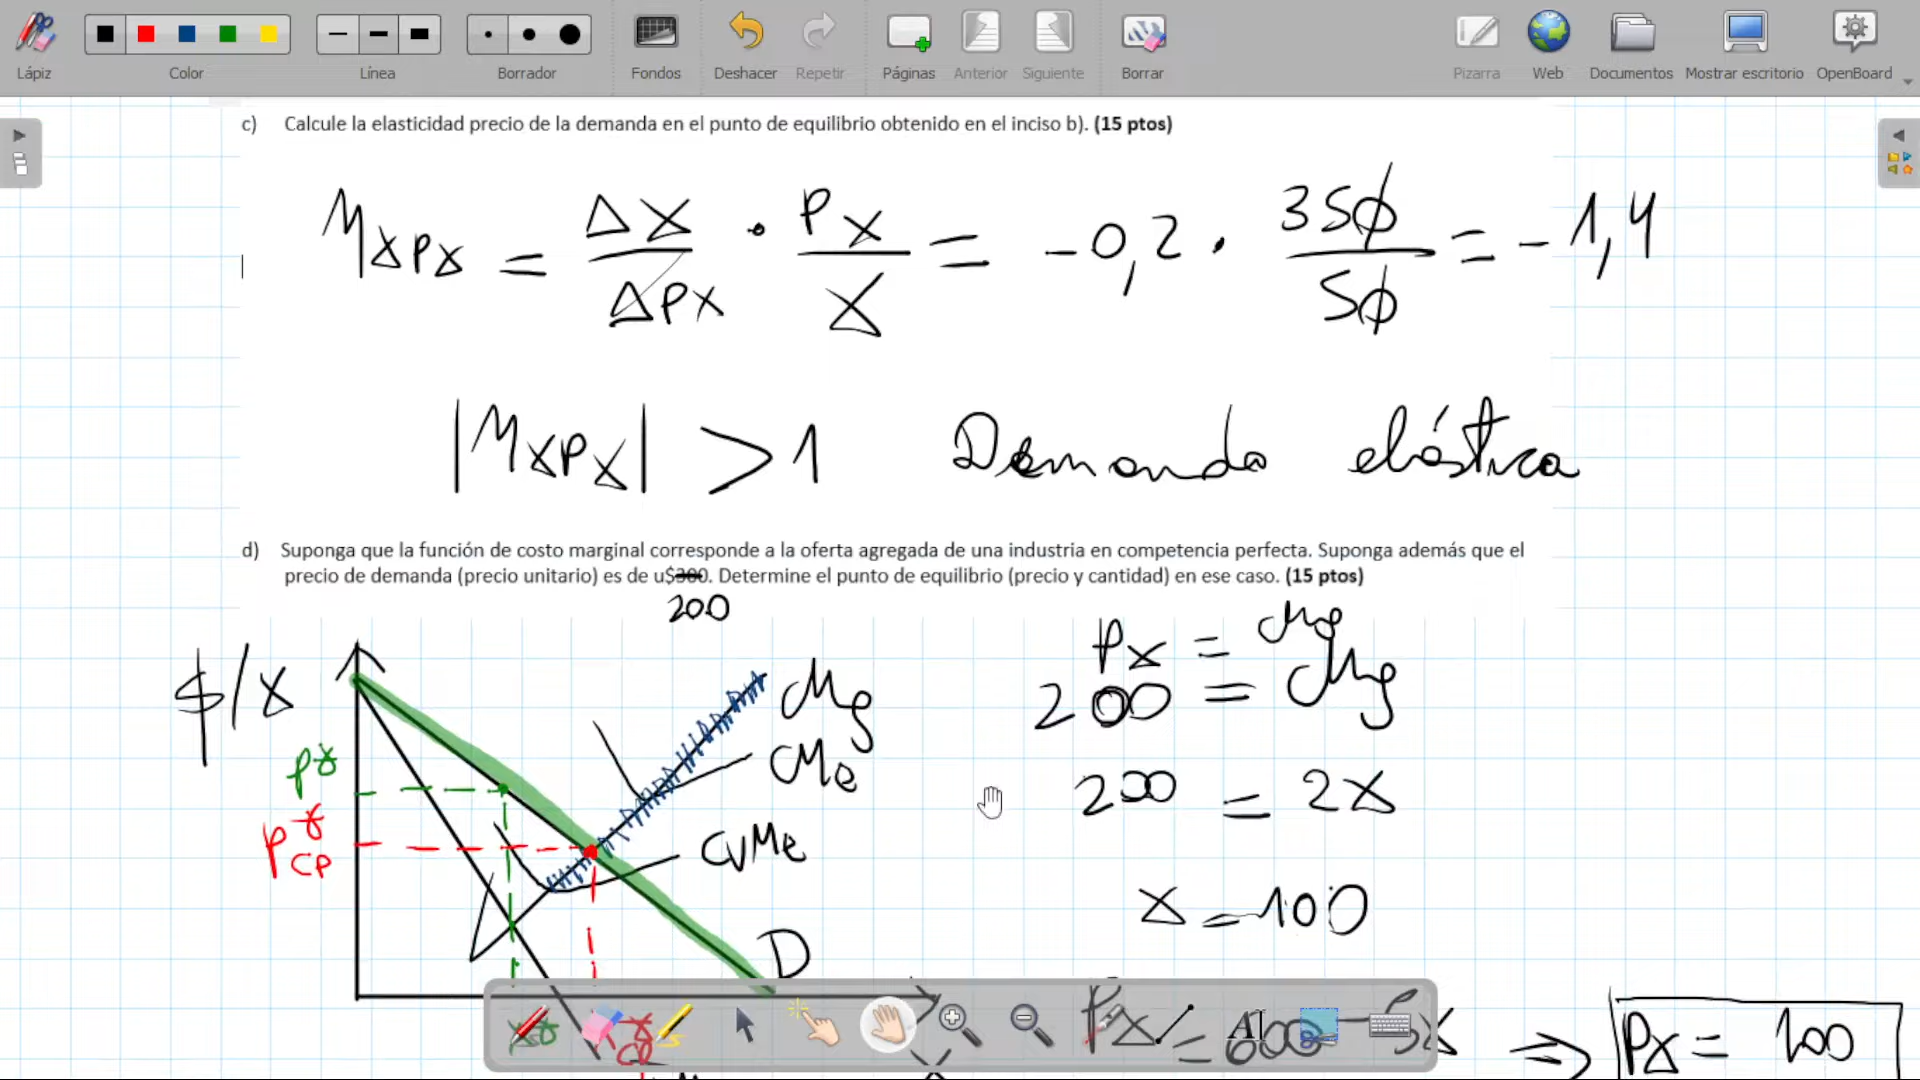 Lápiz Color Línea Borrador Fondos Deshacer Repetir Páginas Anterior Siguiente Borrar Pizarra Web Documentos Mostrar escritorio OpenBoard
c) Calcule la elasticidad precio de la demanda en el punto de equilibrio obtenido en el inciso b). (15 ptos)
ΔX / ΔPX · PX / X = -0,2 · 350 / 50 = -1,4
> 1 Demanda elástica
d) Suponga que la función de costo marginal corresponde a la oferta agregada de una industria en competencia perfecta. Suponga además que el
precio de demanda (precio unitario) es de u$300. Determine el punto de equilibrio (precio y cantidad) en ese caso. (15 ptos)
200
$/X
CMg
CMe
CVMe
D
P*
P*CP
PX = CMg
200 = CMg
200 = 2X
X = 100
PX = 600 - 5X ⇒ PX = 100